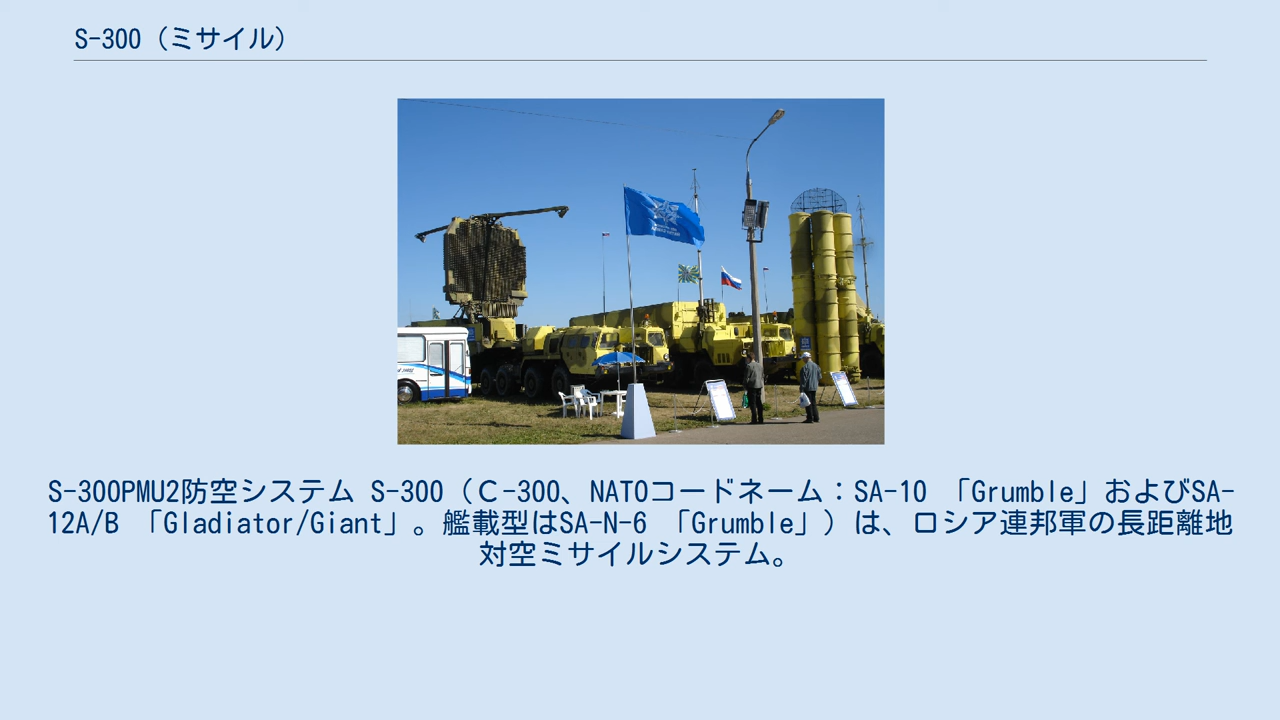 S-300（ミサイル）
S-300PMU2防空システム S-300（Ｃ-300、NATOコードネーム：SA-10 「Grumble」およびSA-
12A/B 「Gladiator/Giant」。艦載型はSA-N-6 「Grumble」）は、ロシア連邦軍の長距離地
対空ミサイルシステム。